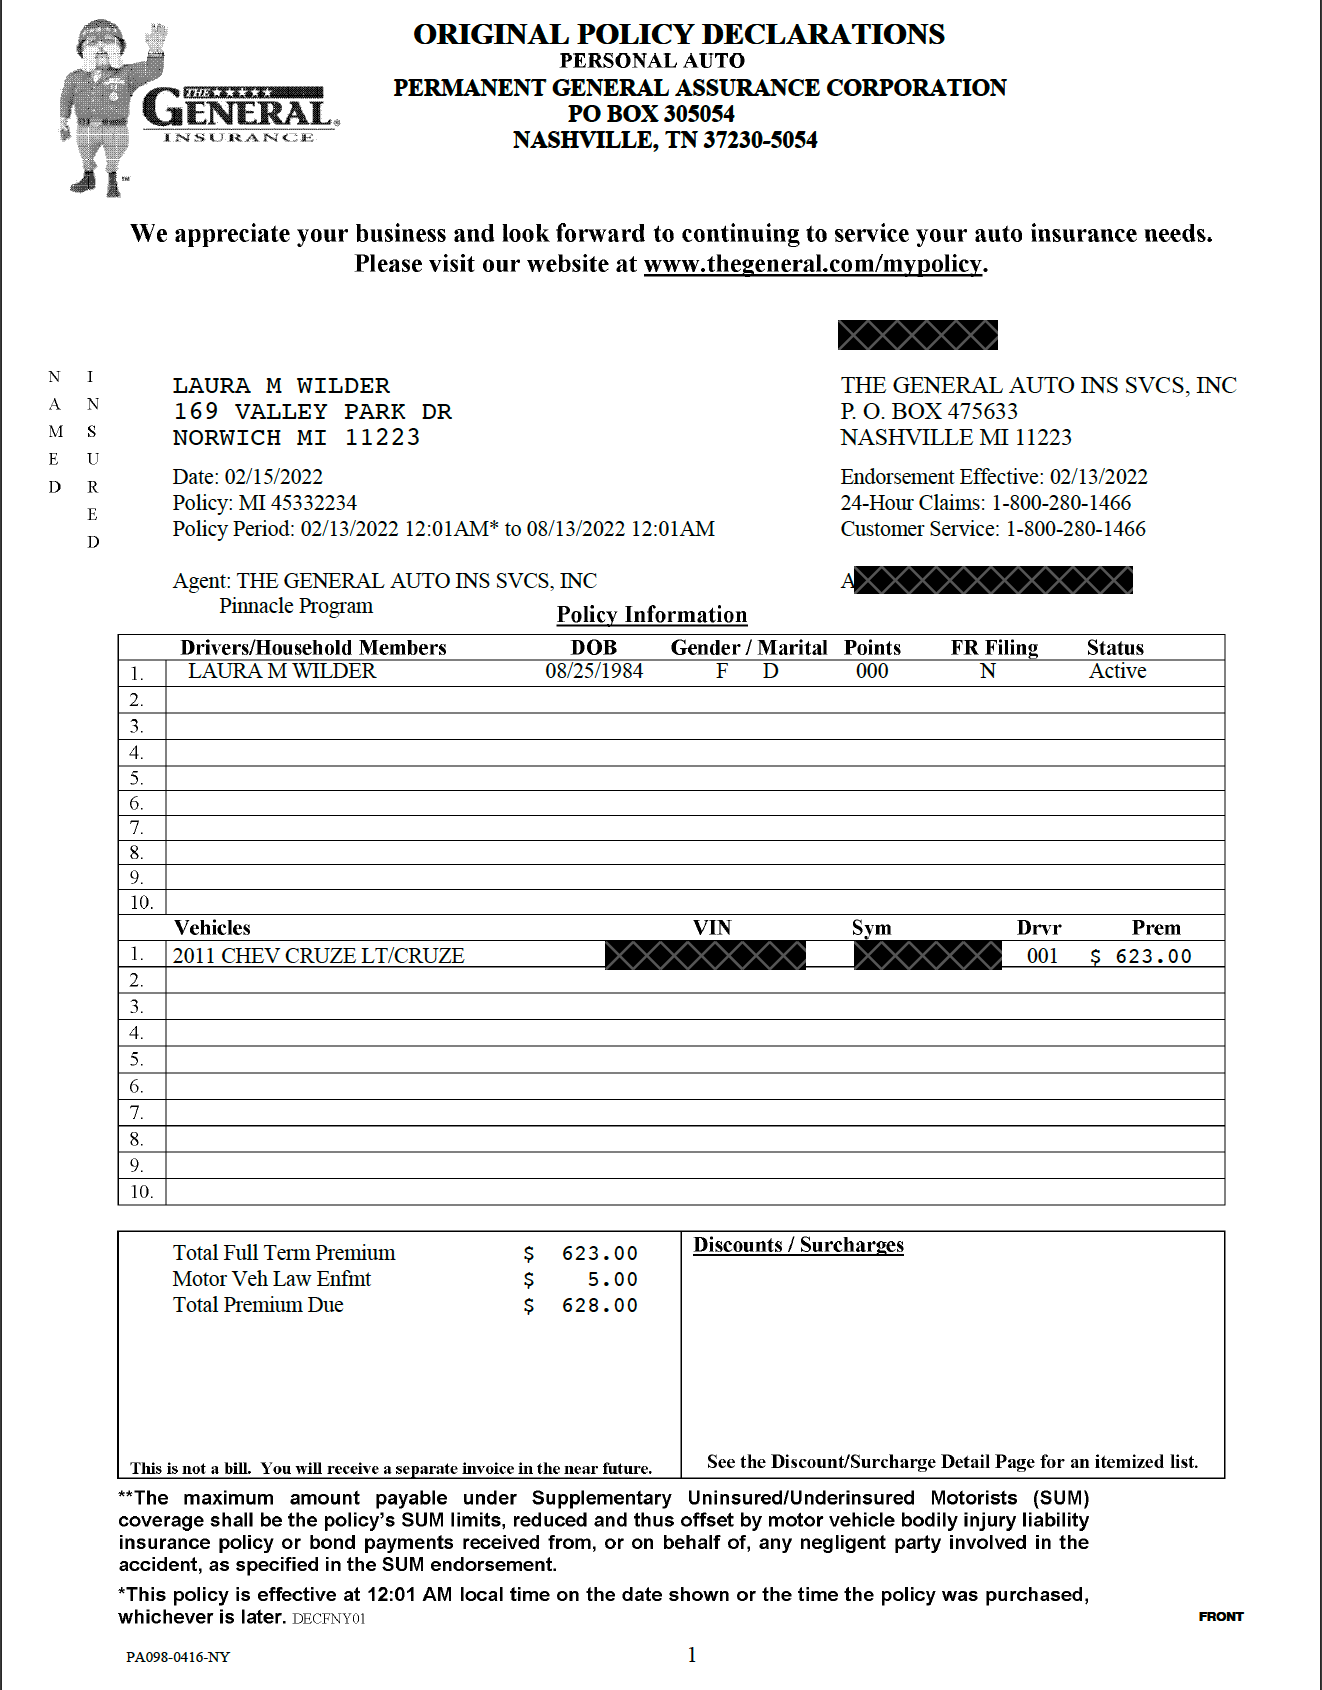 ORIGINAL POLICY DECLARATIONS
PERSONAL AUTO
PERMANENT GENERAL ASSURANCE CORPORATION
PO BOX 305054
NASHVILLE, TN 37230-5054
THE
GENERAL®
INSURANCE
™
We appreciate your business and look forward to continuing to service your auto insurance needs.
Please visit our website at www.thegeneral.com/mypolicy.
NAMED INSURED
LAURA M WILDER
169 VALLEY PARK DR
NORWICH MI 11223
THE GENERAL AUTO INS SVCS, INC
P. O. BOX 475633
NASHVILLE MI 11223
Date: 02/15/2022
Policy: MI 45332234
Policy Period: 02/13/2022 12:01AM* to 08/13/2022 12:01AM
Endorsement Effective: 02/13/2022
24-Hour Claims: 1-800-280-1466
Customer Service: 1-800-280-1466
Agent: THE GENERAL AUTO INS SVCS, INC
Pinnacle Program
A
Policy Information
Drivers/Household Members DOB Gender / Marital Points FR Filing Status
1. LAURA M WILDER 08/25/1984 F D 000 N Active
2.
3.
4.
5.
6.
7.
8.
9.
10.
Vehicles VIN Sym Drvr Prem
1. 2011 CHEV CRUZE LT/CRUZE 001 $ 623.00
2.
3.
4.
5.
6.
7.
8.
9.
10.
Total Full Term Premium $ 623.00
Motor Veh Law Enfmt $ 5.00
Total Premium Due $ 628.00
This is not a bill. You will receive a separate invoice in the near future.
Discounts / Surcharges
See the Discount/Surcharge Detail Page for an itemized list.
**The maximum amount payable under Supplementary Uninsured/Underinsured Motorists (SUM)
coverage shall be the policy's SUM limits, reduced and thus offset by motor vehicle bodily injury liability
insurance policy or bond payments received from, or on behalf of, any negligent party involved in the
accident, as specified in the SUM endorsement.
*This policy is effective at 12:01 AM local time on the date shown or the time the policy was purchased,
whichever is later. DECFNY01
FRONT
PA098-0416-NY
1